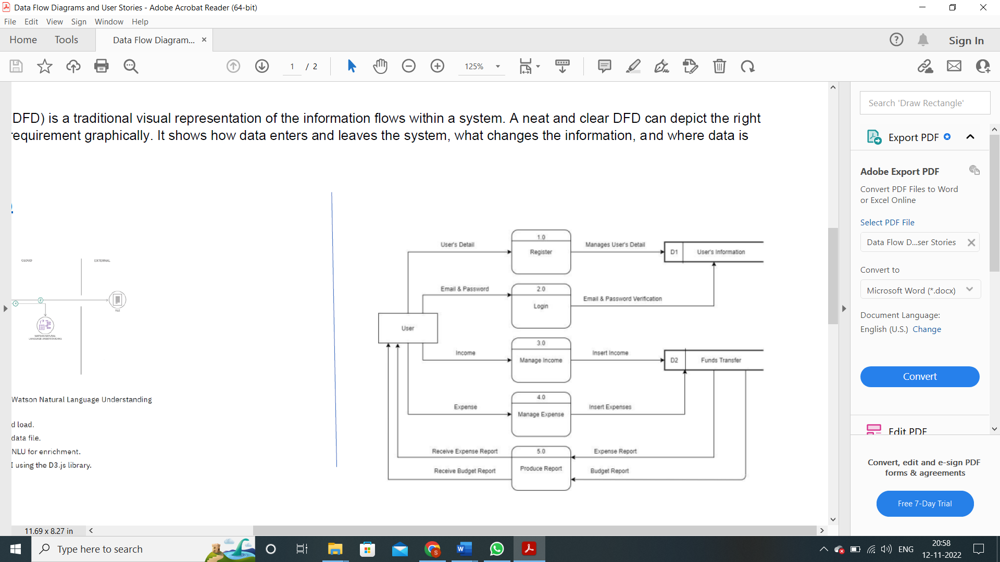 Data Flow Diagrams and User Stories - Adobe Acrobat Reader (64-bit)
File Edit View Sign Window Help
Home Tools Data Flow Diagram... × Sign In
1 / 2 125%
DFD) is a traditional visual representation of the information flows within a system. A neat and clear DFD can depict the right
requirement graphically. It shows how data enters and leaves the system, what changes the information, and where data is
CLOUD EXTERNAL
4 2
FILE
WATSON NATURAL
LANGUAGE UNDERSTANDING
Watson Natural Language Understanding
d load.
data file.
NLU for enrichment.
I using the D3.js library.
User's Detail
1.0
Register
Manages User's Detail
D1 User's Information
Email & Password
2.0
Login
Email & Password Verification
User
Income
3.0
Manage Income
Insert Income
D2 Funds Transfer
Expense
4.0
Manage Expense
Insert Expenses
Receive Expense Report
5.0
Produce Report
Expense Report
Receive Budget Report
Budget Report
11.69 x 8.27 in
Search 'Draw Rectangle'
Export PDF
Adobe Export PDF
Convert PDF Files to Word
or Excel Online
Select PDF File
Data Flow D...ser Stories
Convert to
Microsoft Word (*.docx)
Document Language:
English (U.S.) Change
Convert
Edit PDF
Convert, edit and e-sign PDF
forms & agreements
Free 7-Day Trial
Type here to search
ENG
20:58
12-11-2022